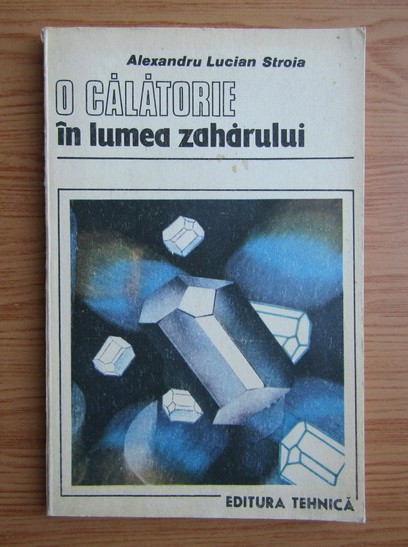 Alexandru Lucian Stroia
O CĂLĂTORIE
în lumea zahărului
EDITURA TEHNICĂ